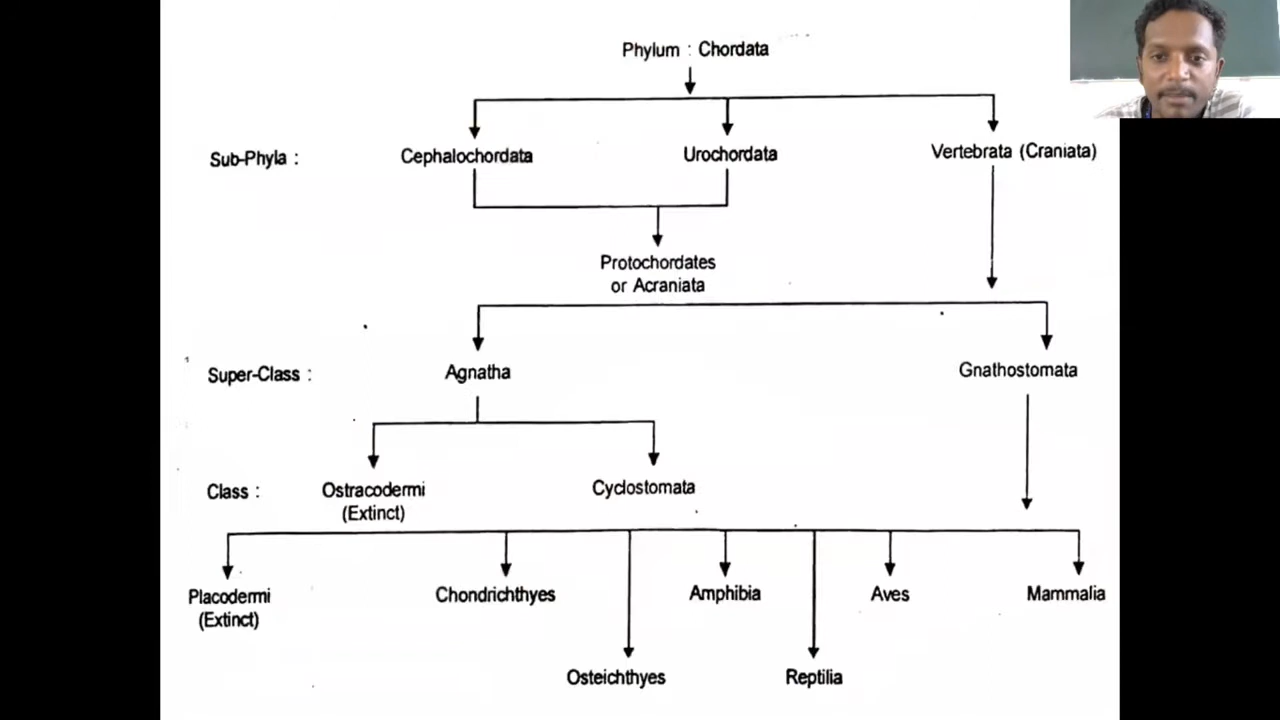 Phylum : Chordata
Sub-Phyla :
Cephalochordata
Urochordata
Vertebrata (Craniata)
Protochordates
or Acraniata
Super-Class :
Agnatha
Gnathostomata
Class :
Ostracodermi
(Extinct)
Cyclostomata
Placodermi
(Extinct)
Chondrichthyes
Amphibia
Aves
Mammalia
Osteichthyes
Reptilia